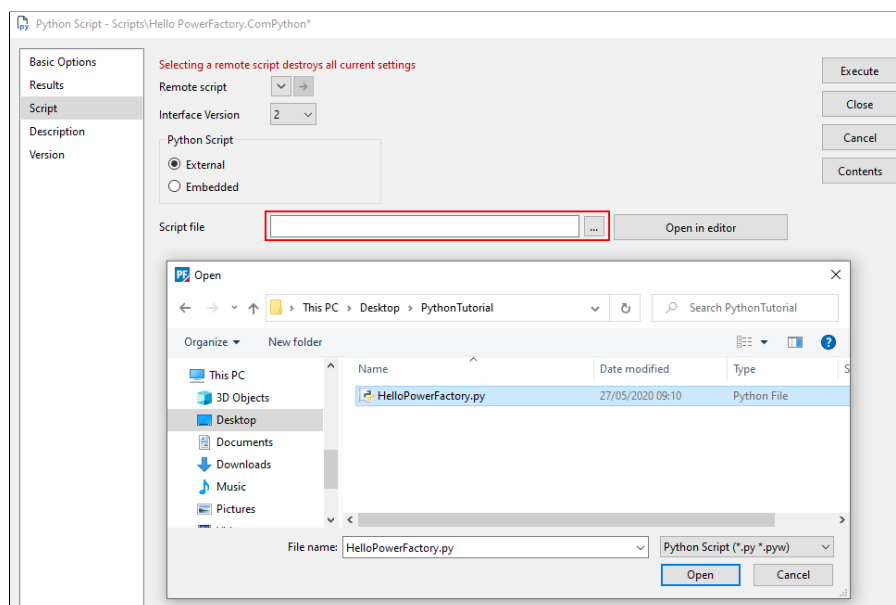 Python Script - Scripts\Hello PowerFactory.ComPython*
Basic Options
Results
Script
Description
Version
Selecting a remote script destroys all current settings
Remote script
Interface Version 2
Python Script
External
Embedded
Script file ... Open in editor
Execute
Close
Cancel
Contents
PF Open
This PC > Desktop > PythonTutorial
Search PythonTutorial
Organize New folder
Name Date modified Type S
This PC
3D Objects
Desktop
Documents
Downloads
Music
Pictures
HelloPowerFactory.py 27/05/2020 09:10 Python File
File name: HelloPowerFactory.py Python Script (*.py *.pyw)
Open Cancel